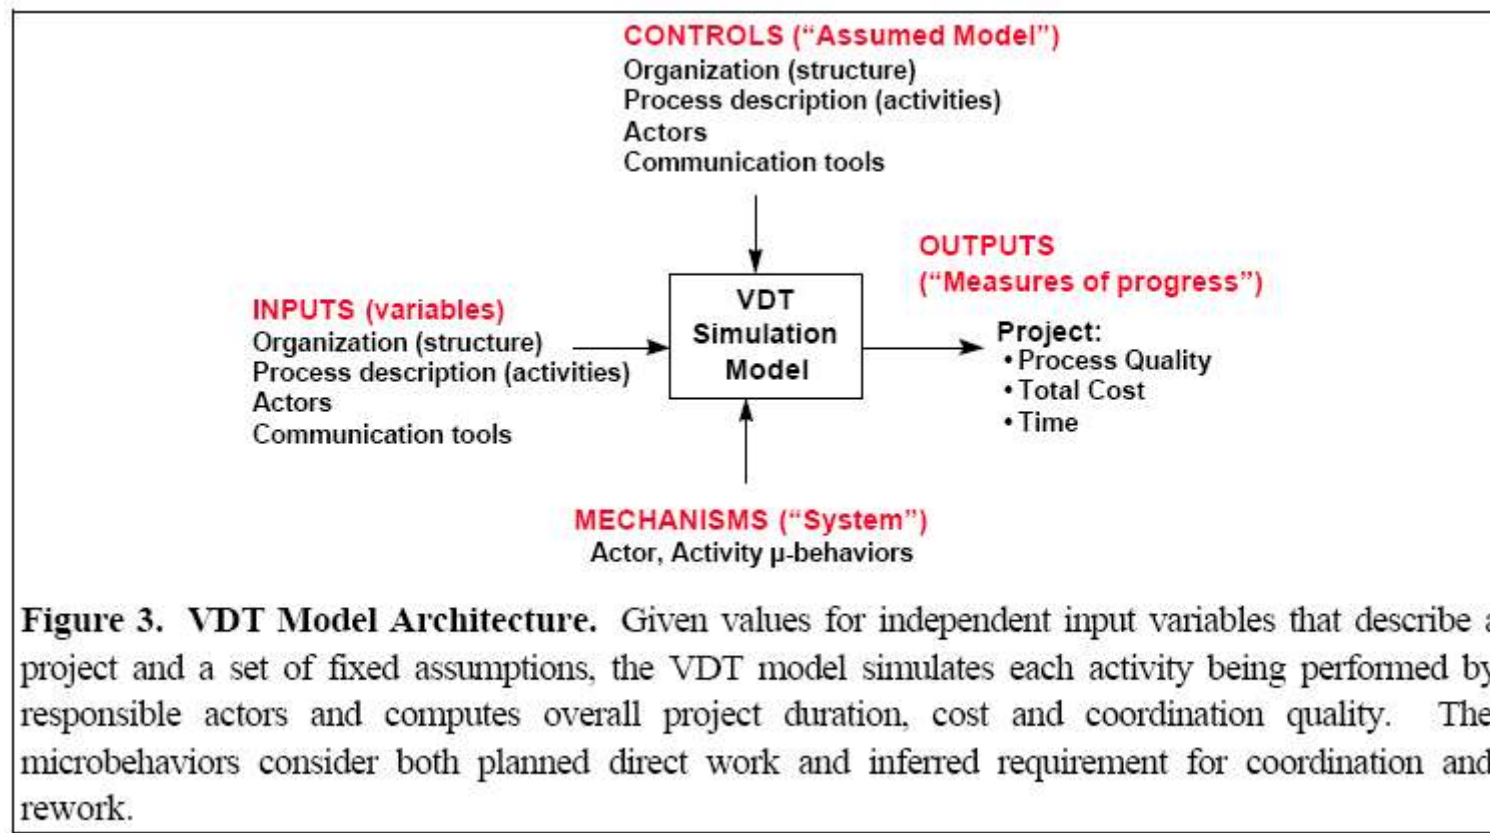 CONTROLS (“Assumed Model”)
Organization (structure)
Process description (activities)
Actors
Communication tools
INPUTS (variables)
Organization (structure)
Process description (activities)
Actors
Communication tools
VDT
Simulation
Model
OUTPUTS
(“Measures of progress”)
Project:
• Process Quality
• Total Cost
• Time
MECHANISMS (“System”)
Actor, Activity µ-behaviors
Figure 3. VDT Model Architecture. Given values for independent input variables that describe a
project and a set of fixed assumptions, the VDT model simulates each activity being performed by
responsible actors and computes overall project duration, cost and coordination quality. The
microbehaviors consider both planned direct work and inferred requirement for coordination and
rework.